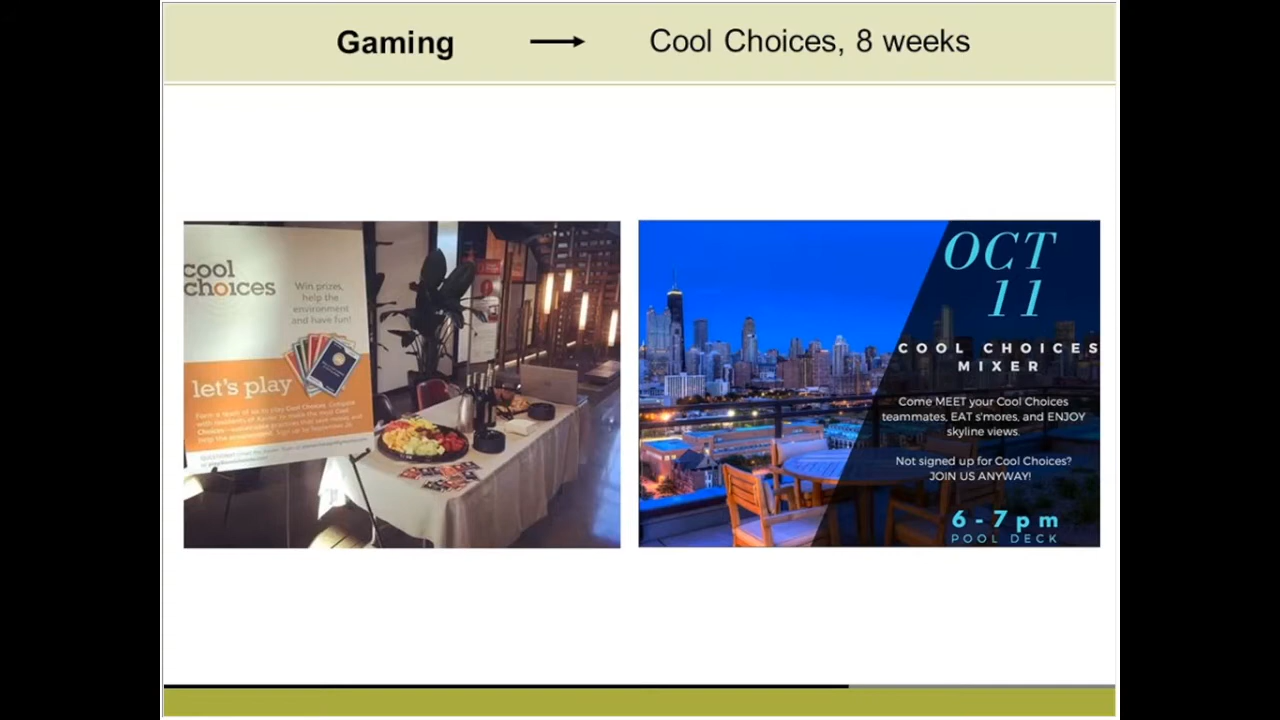 Gaming → Cool Choices, 8 weeks
cool
choices
Win prizes,
help the
environment
and have fun!
let's play
OCT
11
COOL CHOICES
MIXER
Come MEET your Cool Choices
teammates, EAT s'mores, and ENJOY
skyline views.
Not signed up for Cool Choices?
JOIN US ANYWAY!
6 - 7 pm
POOL DECK